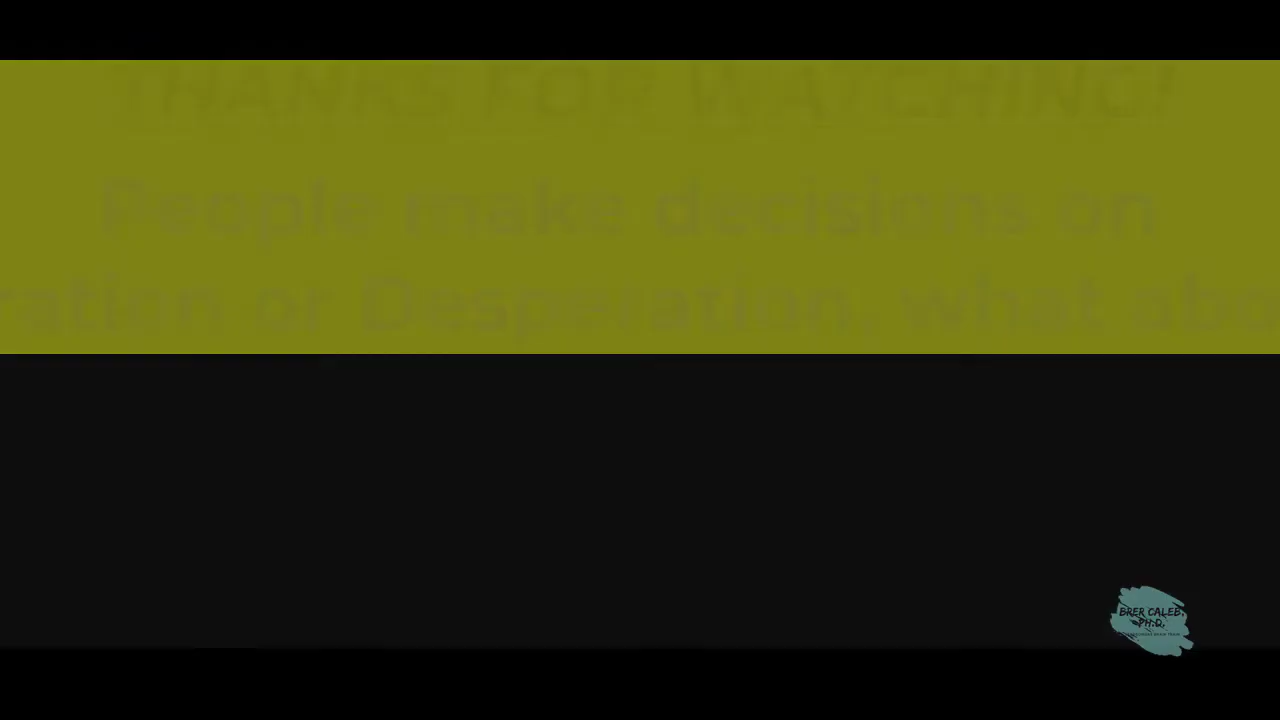 THANKS FOR WATCHING!
People make decisions on
ration or Desperation, what abo
BRER CALEB,
PH.D,